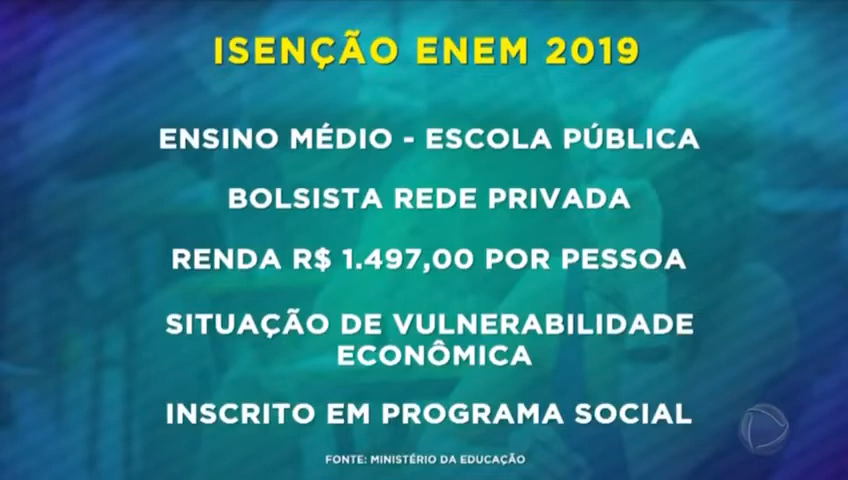 ISENÇÃO ENEM 2019
ENSINO MÉDIO - ESCOLA PÚBLICA
BOLSISTA REDE PRIVADA
RENDA R$ 1.497,00 POR PESSOA
SITUAÇÃO DE VULNERABILIDADE
ECONÔMICA
INSCRITO EM PROGRAMA SOCIAL
FONTE: MINISTÉRIO DA EDUCAÇÃO